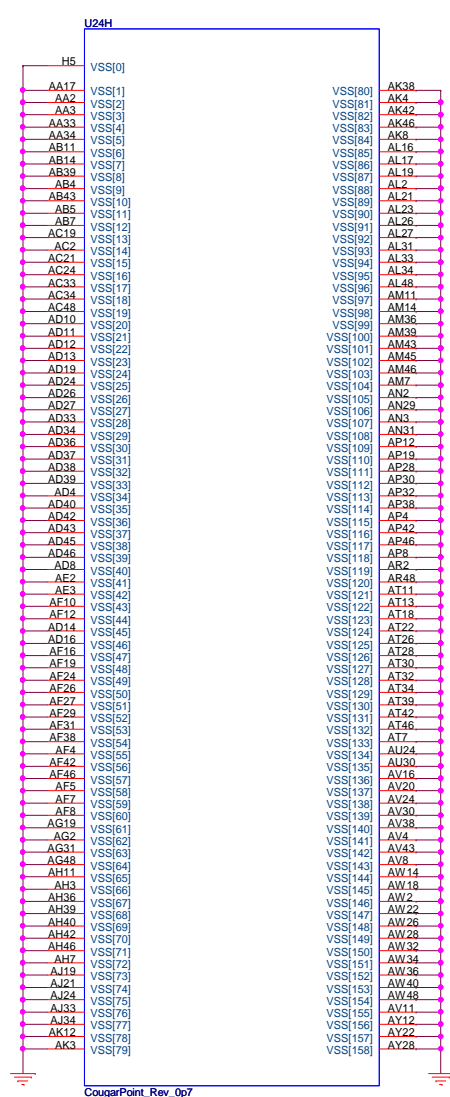 U24H
H5 VSS[0]
AA17 VSS[1] VSS[80] AK38
AA2 VSS[2] VSS[81] AK4
AA3 VSS[3] VSS[82] AK42
AA33 VSS[4] VSS[83] AK46
AA34 VSS[5] VSS[84] AK8
AB11 VSS[6] VSS[85] AL16
AB14 VSS[7] VSS[86] AL17
AB39 VSS[8] VSS[87] AL19
AB4 VSS[9] VSS[88] AL2
AB43 VSS[10] VSS[89] AL21
AB5 VSS[11] VSS[90] AL23
AB7 VSS[12] VSS[91] AL26
AC19 VSS[13] VSS[92] AL27
AC2 VSS[14] VSS[93] AL31
AC21 VSS[15] VSS[94] AL33
AC24 VSS[16] VSS[95] AL34
AC33 VSS[17] VSS[96] AL48
AC34 VSS[18] VSS[97] AM11
AC48 VSS[19] VSS[98] AM14
AD10 VSS[20] VSS[99] AM36
AD11 VSS[21] VSS[100] AM39
AD12 VSS[22] VSS[101] AM43
AD13 VSS[23] VSS[102] AM45
AD19 VSS[24] VSS[103] AM46
AD24 VSS[25] VSS[104] AM7
AD26 VSS[26] VSS[105] AN2
AD27 VSS[27] VSS[106] AN29
AD33 VSS[28] VSS[107] AN3
AD34 VSS[29] VSS[108] AN31
AD36 VSS[30] VSS[109] AP12
AD37 VSS[31] VSS[110] AP19
AD38 VSS[32] VSS[111] AP28
AD39 VSS[33] VSS[112] AP30
AD4 VSS[34] VSS[113] AP32
AD40 VSS[35] VSS[114] AP38
AD42 VSS[36] VSS[115] AP4
AD43 VSS[37] VSS[116] AP42
AD45 VSS[38] VSS[117] AP46
AD46 VSS[39] VSS[118] AP8
AD8 VSS[40] VSS[119] AR2
AE2 VSS[41] VSS[120] AR48
AE3 VSS[42] VSS[121] AT11
AF10 VSS[43] VSS[122] AT13
AF12 VSS[44] VSS[123] AT18
AD14 VSS[45] VSS[124] AT22
AD16 VSS[46] VSS[125] AT26
AF16 VSS[47] VSS[126] AT28
AF19 VSS[48] VSS[127] AT30
AF24 VSS[49] VSS[128] AT32
AF26 VSS[50] VSS[129] AT34
AF27 VSS[51] VSS[130] AT39
AF29 VSS[52] VSS[131] AT42
AF31 VSS[53] VSS[132] AT46
AF38 VSS[54] VSS[133] AT7
AF4 VSS[55] VSS[134] AU24
AF42 VSS[56] VSS[135] AU30
AF46 VSS[57] VSS[136] AV16
AF5 VSS[58] VSS[137] AV20
AF7 VSS[59] VSS[138] AV24
AF8 VSS[60] VSS[139] AV30
AG19 VSS[61] VSS[140] AV38
AG2 VSS[62] VSS[141] AV4
AG31 VSS[63] VSS[142] AV43
AG48 VSS[64] VSS[143] AV8
AH11 VSS[65] VSS[144] AW14
AH3 VSS[66] VSS[145] AW18
AH36 VSS[67] VSS[146] AW2
AH39 VSS[68] VSS[147] AW22
AH40 VSS[69] VSS[148] AW26
AH42 VSS[70] VSS[149] AW28
AH46 VSS[71] VSS[150] AW32
AH7 VSS[72] VSS[151] AW34
AJ19 VSS[73] VSS[152] AW36
AJ21 VSS[74] VSS[153] AW40
AJ24 VSS[75] VSS[154] AW48
AJ33 VSS[76] VSS[155] AV11
AJ34 VSS[77] VSS[156] AY12
AK12 VSS[78] VSS[157] AY22
AK3 VSS[79] VSS[158] AY28
CougarPoint_Rev_0p7